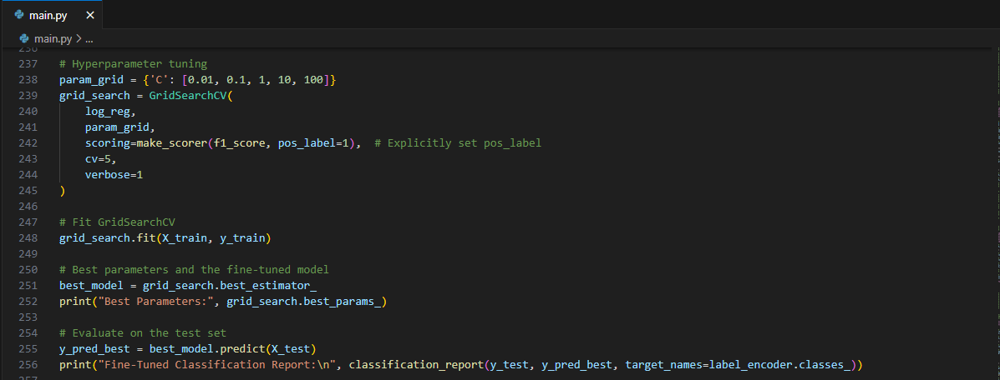 main.py ×
main.py > ...
236
237 # Hyperparameter tuning
238 param_grid = {'C': [0.01, 0.1, 1, 10, 100]}
239 grid_search = GridSearchCV(
240     log_reg,
241     param_grid,
242     scoring=make_scorer(f1_score, pos_label=1),  # Explicitly set pos_label
243     cv=5,
244     verbose=1
245 )
246
247 # Fit GridSearchCV
248 grid_search.fit(X_train, y_train)
249
250 # Best parameters and the fine-tuned model
251 best_model = grid_search.best_estimator_
252 print("Best Parameters:", grid_search.best_params_)
253
254 # Evaluate on the test set
255 y_pred_best = best_model.predict(X_test)
256 print("Fine-Tuned Classification Report:\n", classification_report(y_test, y_pred_best, target_names=label_encoder.classes_))
257